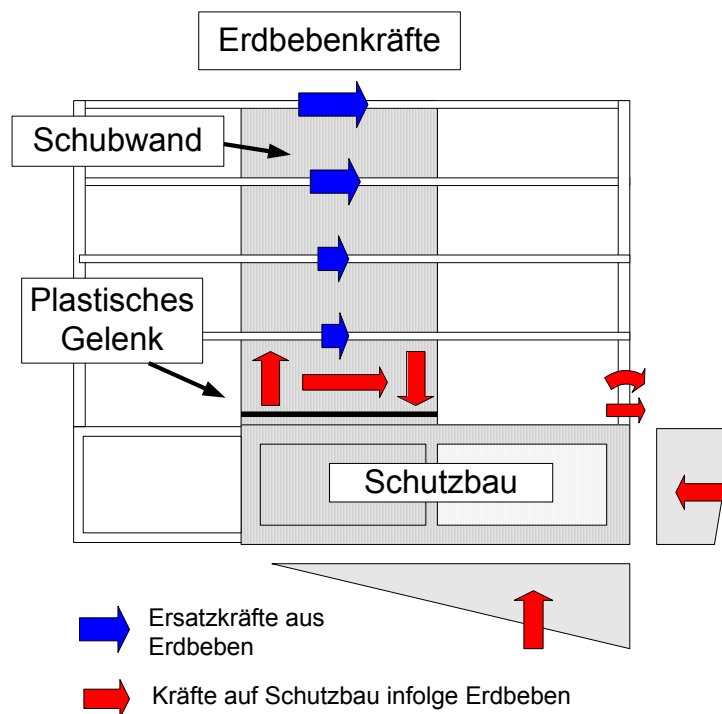 Erdbebenkräfte
Schubwand
Plastisches
Gelenk
Schutzbau
Ersatzkräfte aus
Erdbeben
Kräfte auf Schutzbau infolge Erdbeben